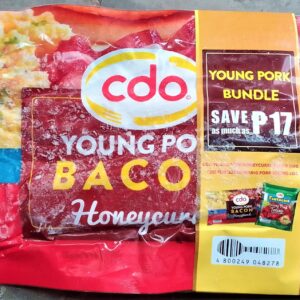 cdo
YOUNG PO
BACO
Honeycure
YOUNG PORK
BUNDLE
SAVE
as much as
₱17
cdo
YOUNG PORK
BACON
4 800249 048278